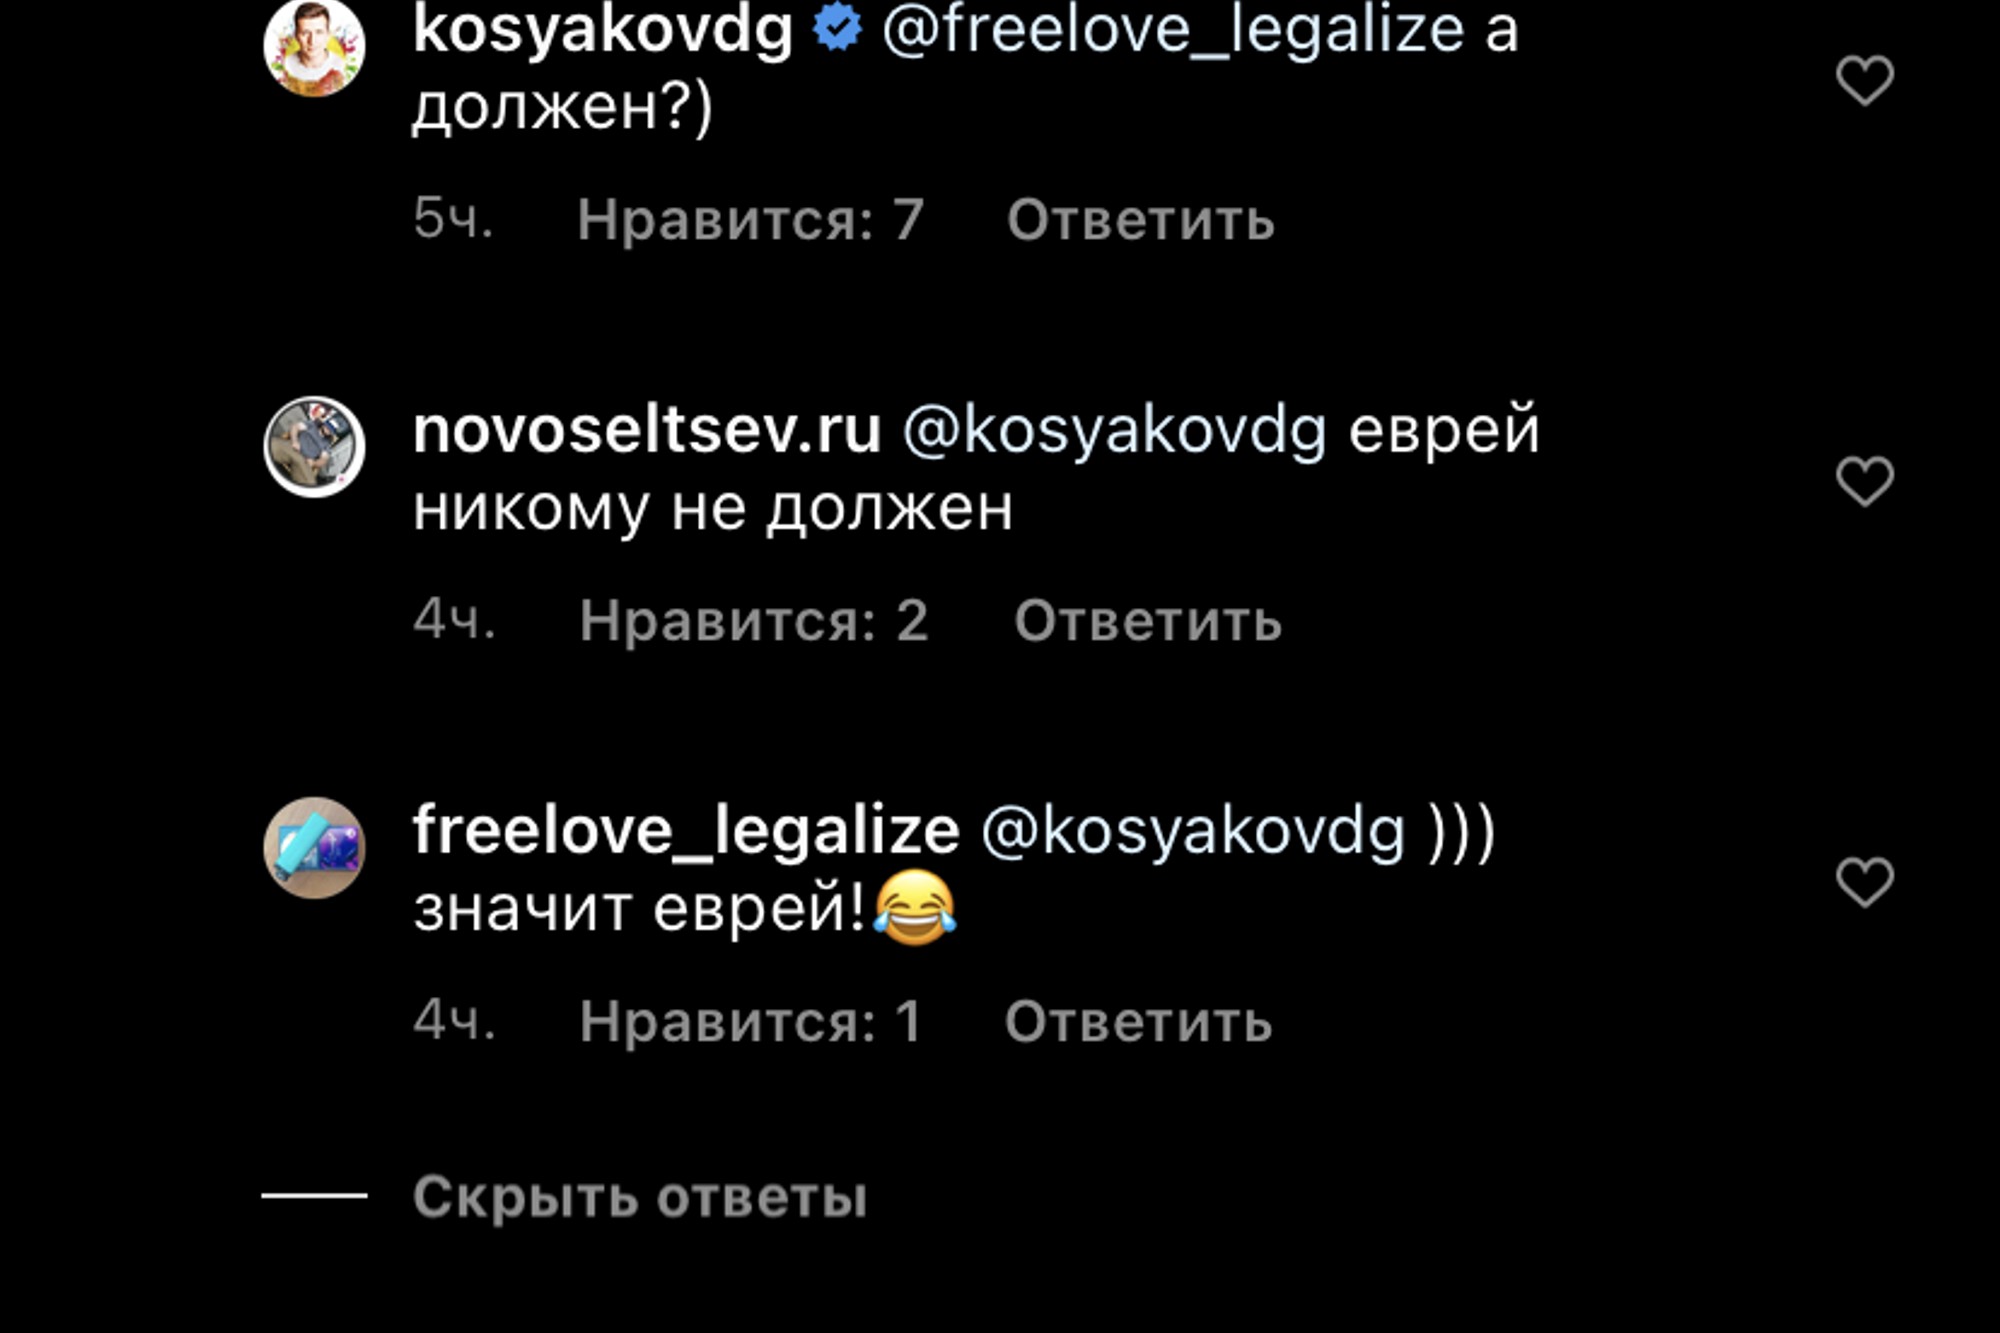 kosyakovdg @freelove_legalize а
должен?)
5ч. Нравится: 7 Ответить
novoseltsev.ru @kosyakovdg еврей
никому не должен
4ч. Нравится: 2 Ответить
freelove_legalize @kosyakovdg )))
значит еврей!😂
4ч. Нравится: 1 Ответить
Скрыть ответы